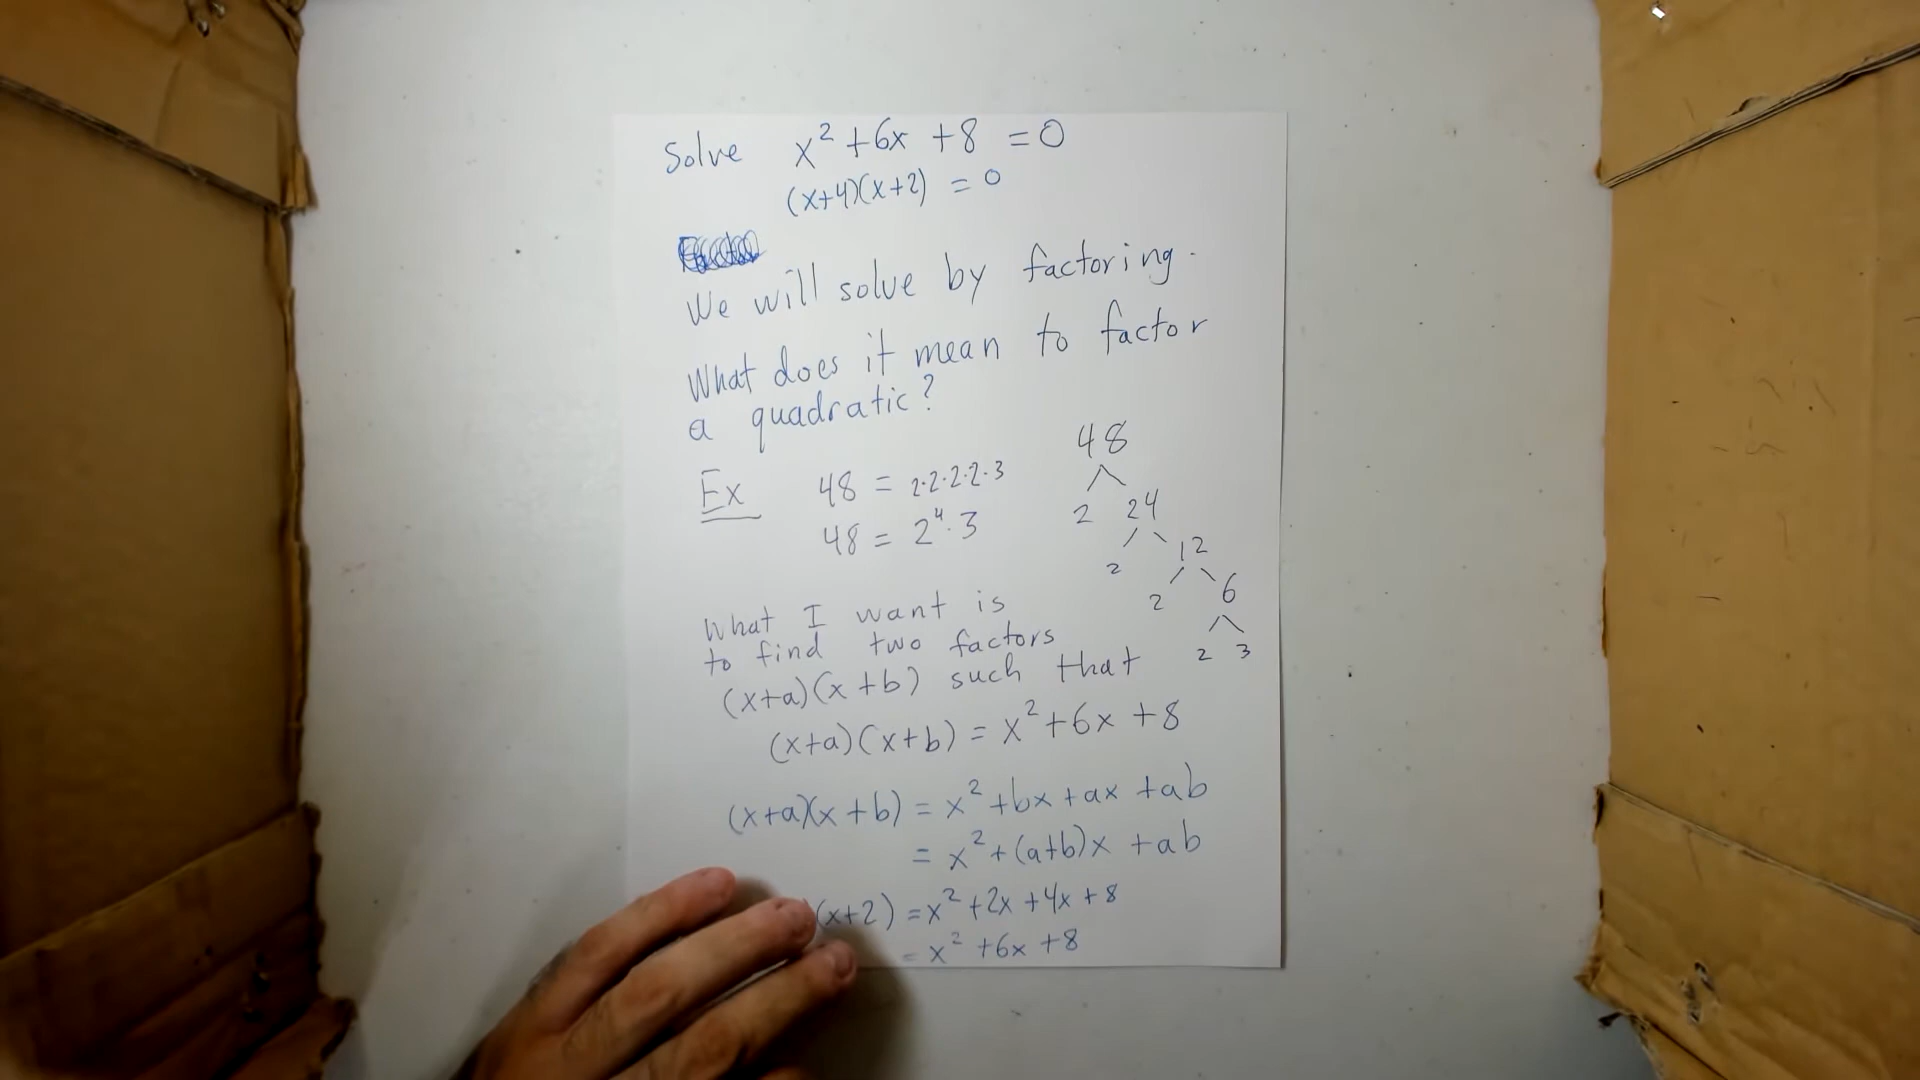 Solve x² + 6x + 8 = 0
(x+4)(x+2) = 0
We will solve by factoring.
What does it mean to factor
a quadratic?
48
Ex 48 = 2·2·2·2·3
2 24
48 = 2⁴·3
2 12
2 6
2 3
What I want is
to find two factors
(x+a)(x+b) such that
(x+a)(x+b) = x² + 6x + 8
(x+a)(x+b) = x² + bx + ax + ab
= x² + (a+b)x + ab
)(x+2) = x² + 2x + 4x + 8
= x² + 6x + 8